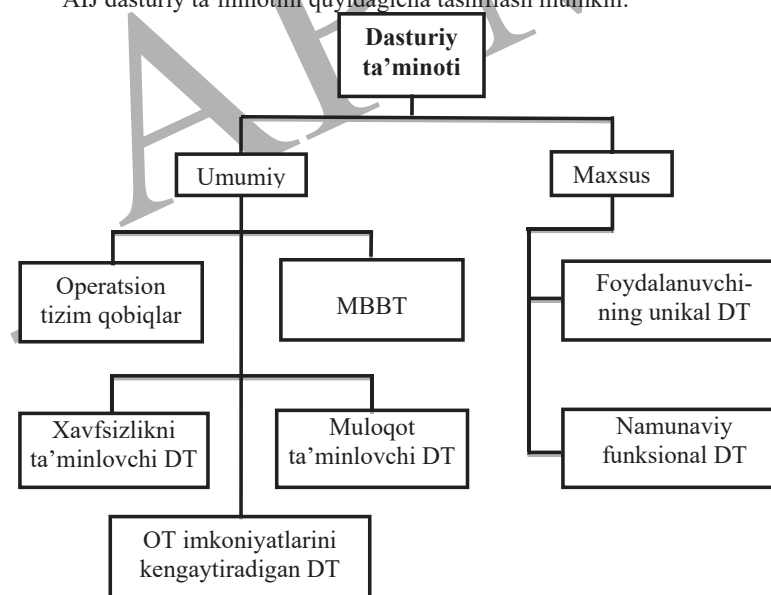 AIJ dasturiy ta’minotini quyidagicha tasniflash mumkin:
Dasturiy
ta’minoti
Umumiy
Maxsus
Operatsion
tizim qobiqlar
MBBT
Foydalanuvchi-
ning unikal DT
Xavfsizlikni
ta’minlovchi DT
Muloqot
ta’minlovchi DT
Namunaviy
funksional DT
OT imkoniyatlarini
kengaytiradigan DT